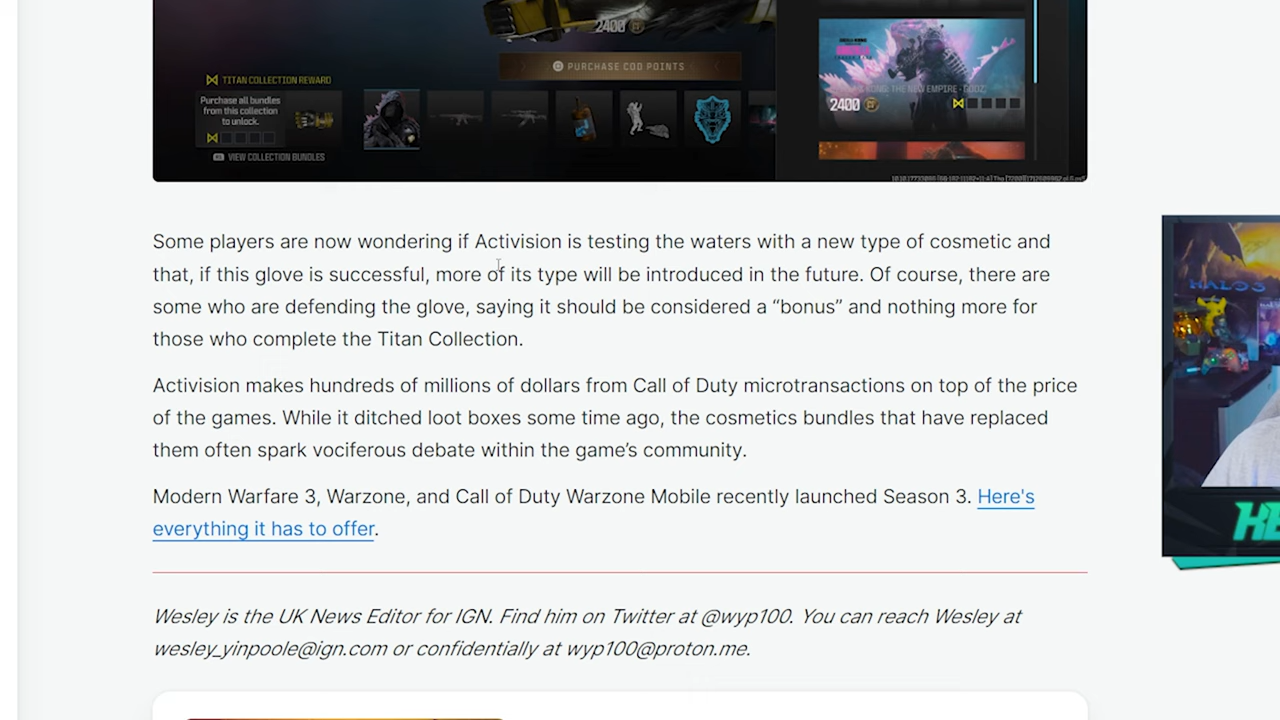 2400
PURCHASE COD POINTS
TITAN COLLECTION REWARD
Purchase all bundles
from this collection
to unlock.
VIEW COLLECTION BUNDLES
KONG: THE NEW EMPIRE -
2400
Some players are now wondering if Activision is testing the waters with a new type of cosmetic and
that, if this glove is successful, more of its type will be introduced in the future. Of course, there are
some who are defending the glove, saying it should be considered a “bonus” and nothing more for
those who complete the Titan Collection.
Activision makes hundreds of millions of dollars from Call of Duty microtransactions on top of the price
of the games. While it ditched loot boxes some time ago, the cosmetics bundles that have replaced
them often spark vociferous debate within the game’s community.
Modern Warfare 3, Warzone, and Call of Duty Warzone Mobile recently launched Season 3. Here's
everything it has to offer.
Wesley is the UK News Editor for IGN. Find him on Twitter at @wyp100. You can reach Wesley at
wesley_yinpoole@ign.com or confidentially at wyp100@proton.me.
HALO 3